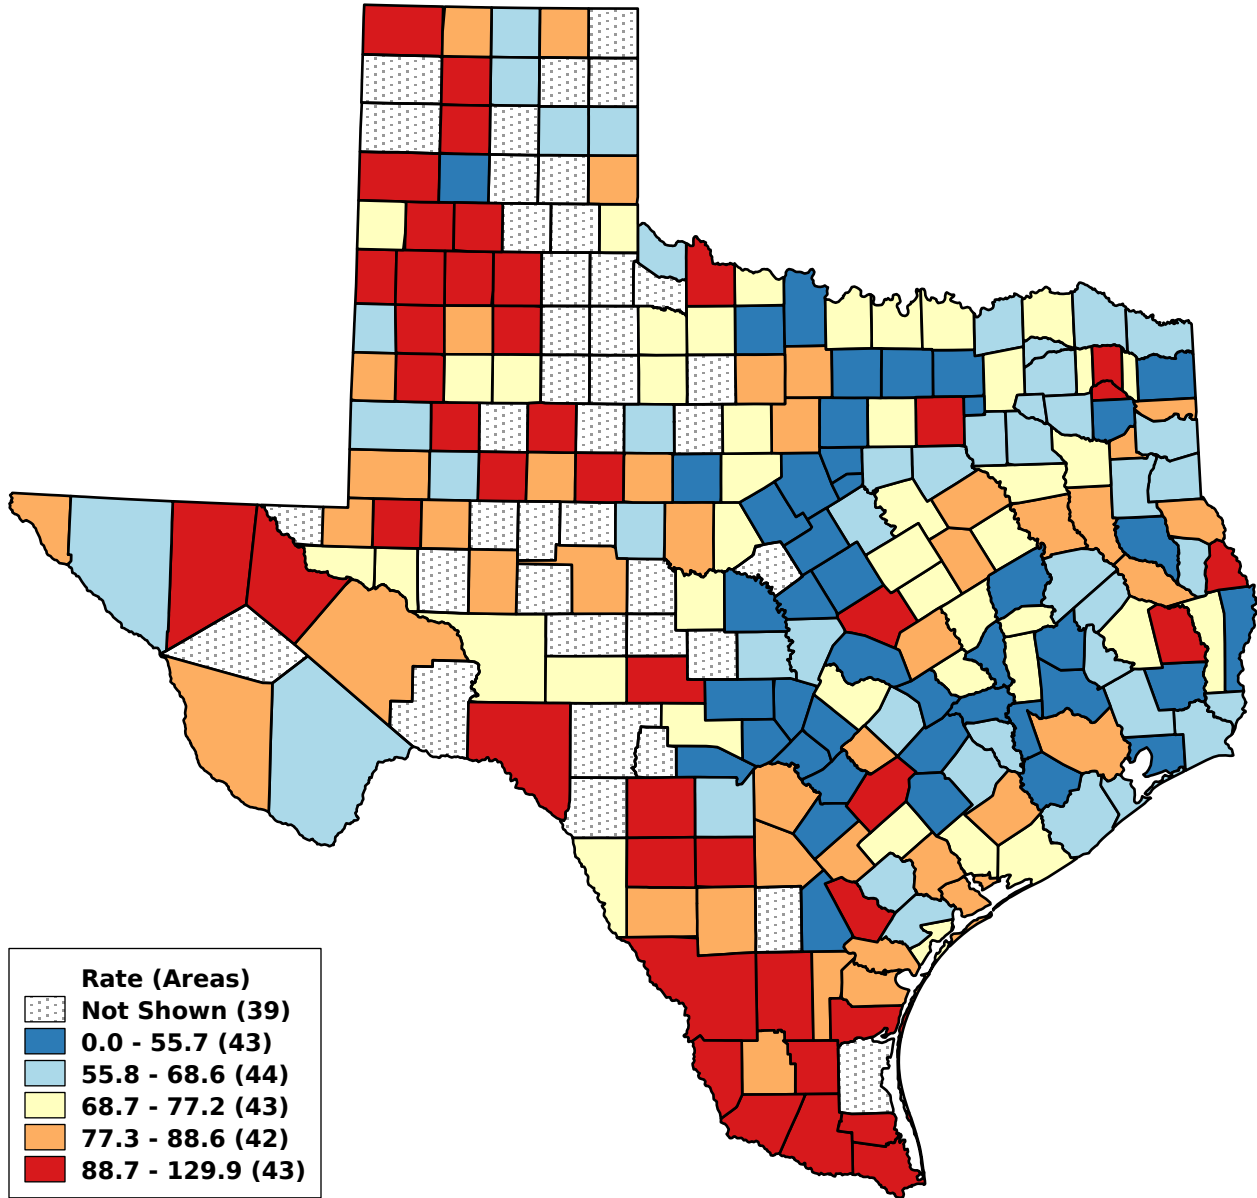 Rate (Areas)
Not Shown (39)
0.0 - 55.7 (43)
55.8 - 68.6 (44)
68.7 - 77.2 (43)
77.3 - 88.6 (42)
88.7 - 129.9 (43)